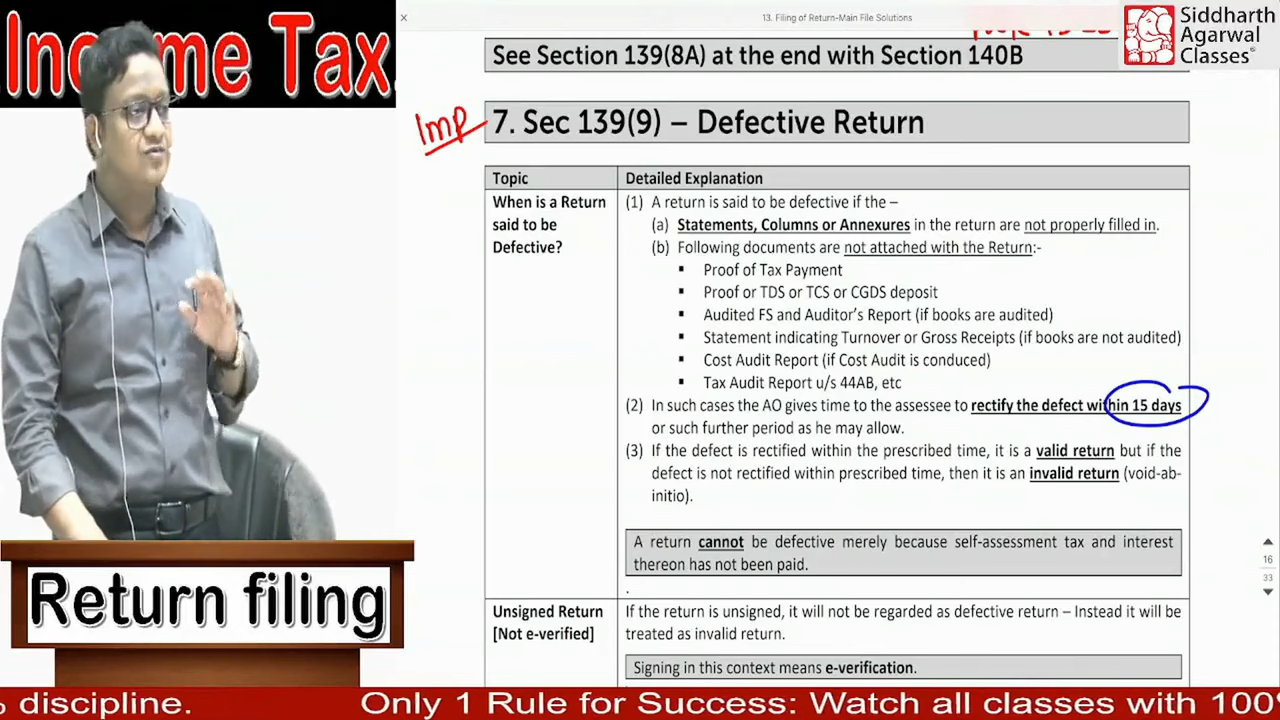 Income Tax.
13. Filing of Return-Main File Solutions
Siddharth
Agarwal
Classes®
See Section 139(8A) at the end with Section 140B
Imp
7. Sec 139(9) – Defective Return
Topic
Detailed Explanation
When is a Return
said to be
Defective?
(1) A return is said to be defective if the –
(a) Statements, Columns or Annexures in the return are not properly filled in.
(b) Following documents are not attached with the Return:-
▪ Proof of Tax Payment
▪ Proof or TDS or TCS or CGDS deposit
▪ Audited FS and Auditor's Report (if books are audited)
▪ Statement indicating Turnover or Gross Receipts (if books are not audited)
▪ Cost Audit Report (if Cost Audit is conduced)
▪ Tax Audit Report u/s 44AB, etc
(2) In such cases the AO gives time to the assessee to rectify the defect within 15 days
or such further period as he may allow.
(3) If the defect is rectified within the prescribed time, it is a valid return but if the
defect is not rectified within prescribed time, then it is an invalid return (void-ab-
initio).
A return cannot be defective merely because self-assessment tax and interest
thereon has not been paid.
.
Unsigned Return
[Not e-verified]
If the return is unsigned, it will not be regarded as defective return – Instead it will be
treated as invalid return.
Signing in this context means e-verification.
16
33
Return filing
discipline.
Only 1 Rule for Success: Watch all classes with 100%